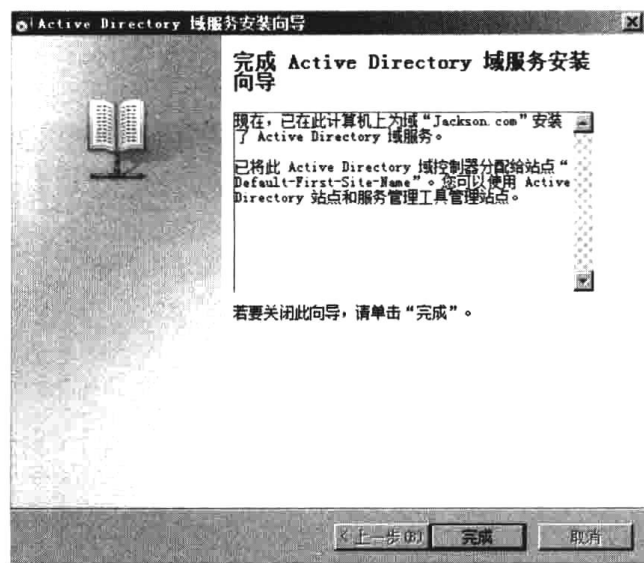 Active Directory 域服务安装向导
完成 Active Directory 域服务安装
向导
现在，已在此计算机上为域“Jackson.com”安装
了 Active Directory 域服务。
已将此 Active Directory 域控制器分配给站点“
Default-First-Site-Name”。您可以使用 Active
Directory 站点和服务管理工具管理站点。
若要关闭此向导，请单击“完成”。
<上一步(B)
完成
取消